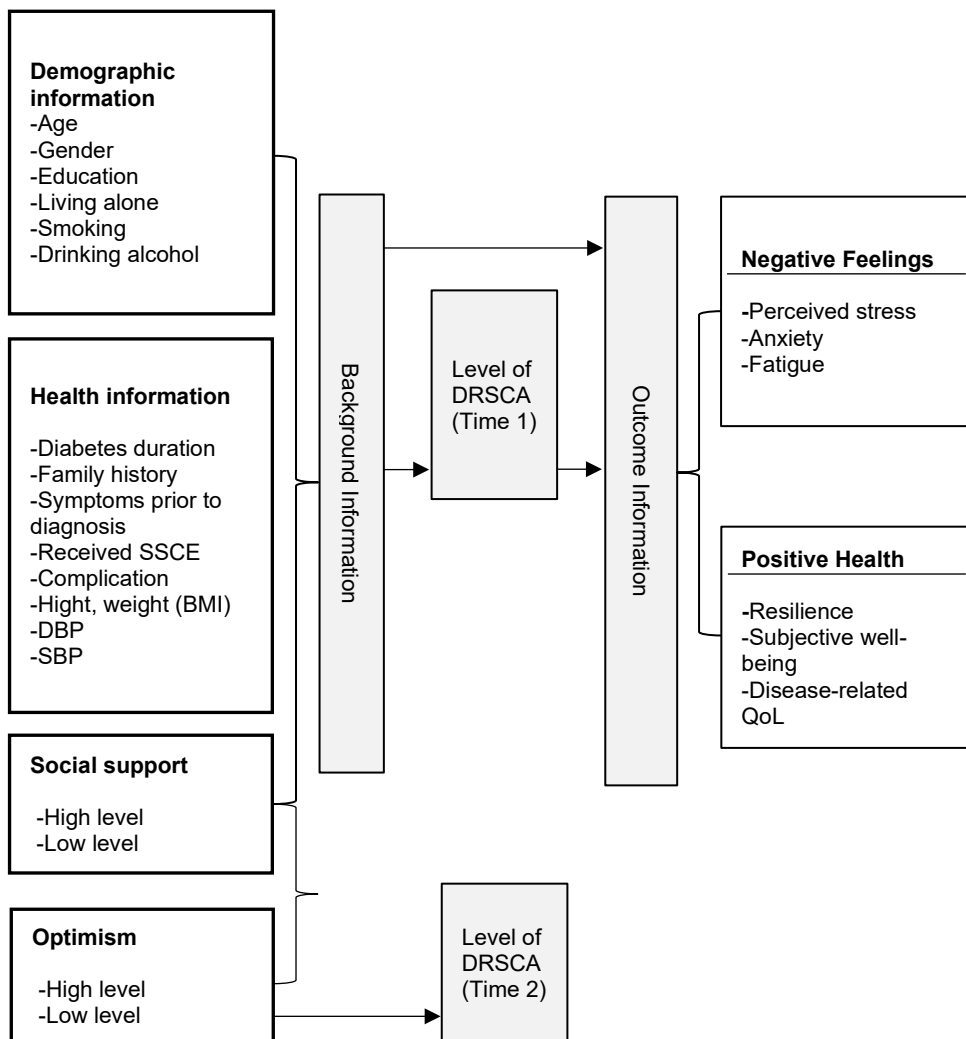 Demographic
information
-Age
-Gender
-Education
-Living alone
-Smoking
-Drinking alcohol
Health information
-Diabetes duration
-Family history
-Symptoms prior to
diagnosis
-Received SSCE
-Complication
-Hight, weight (BMI)
-DBP
-SBP
Social support
-High level
-Low level
Optimism
-High level
-Low level
Background Information
Level of
DRSCA
(Time 1)
Level of
DRSCA
(Time 2)
Outcome Information
Negative Feelings
-Perceived stress
-Anxiety
-Fatigue
Positive Health
-Resilience
-Subjective well-
being
-Disease-related
QoL